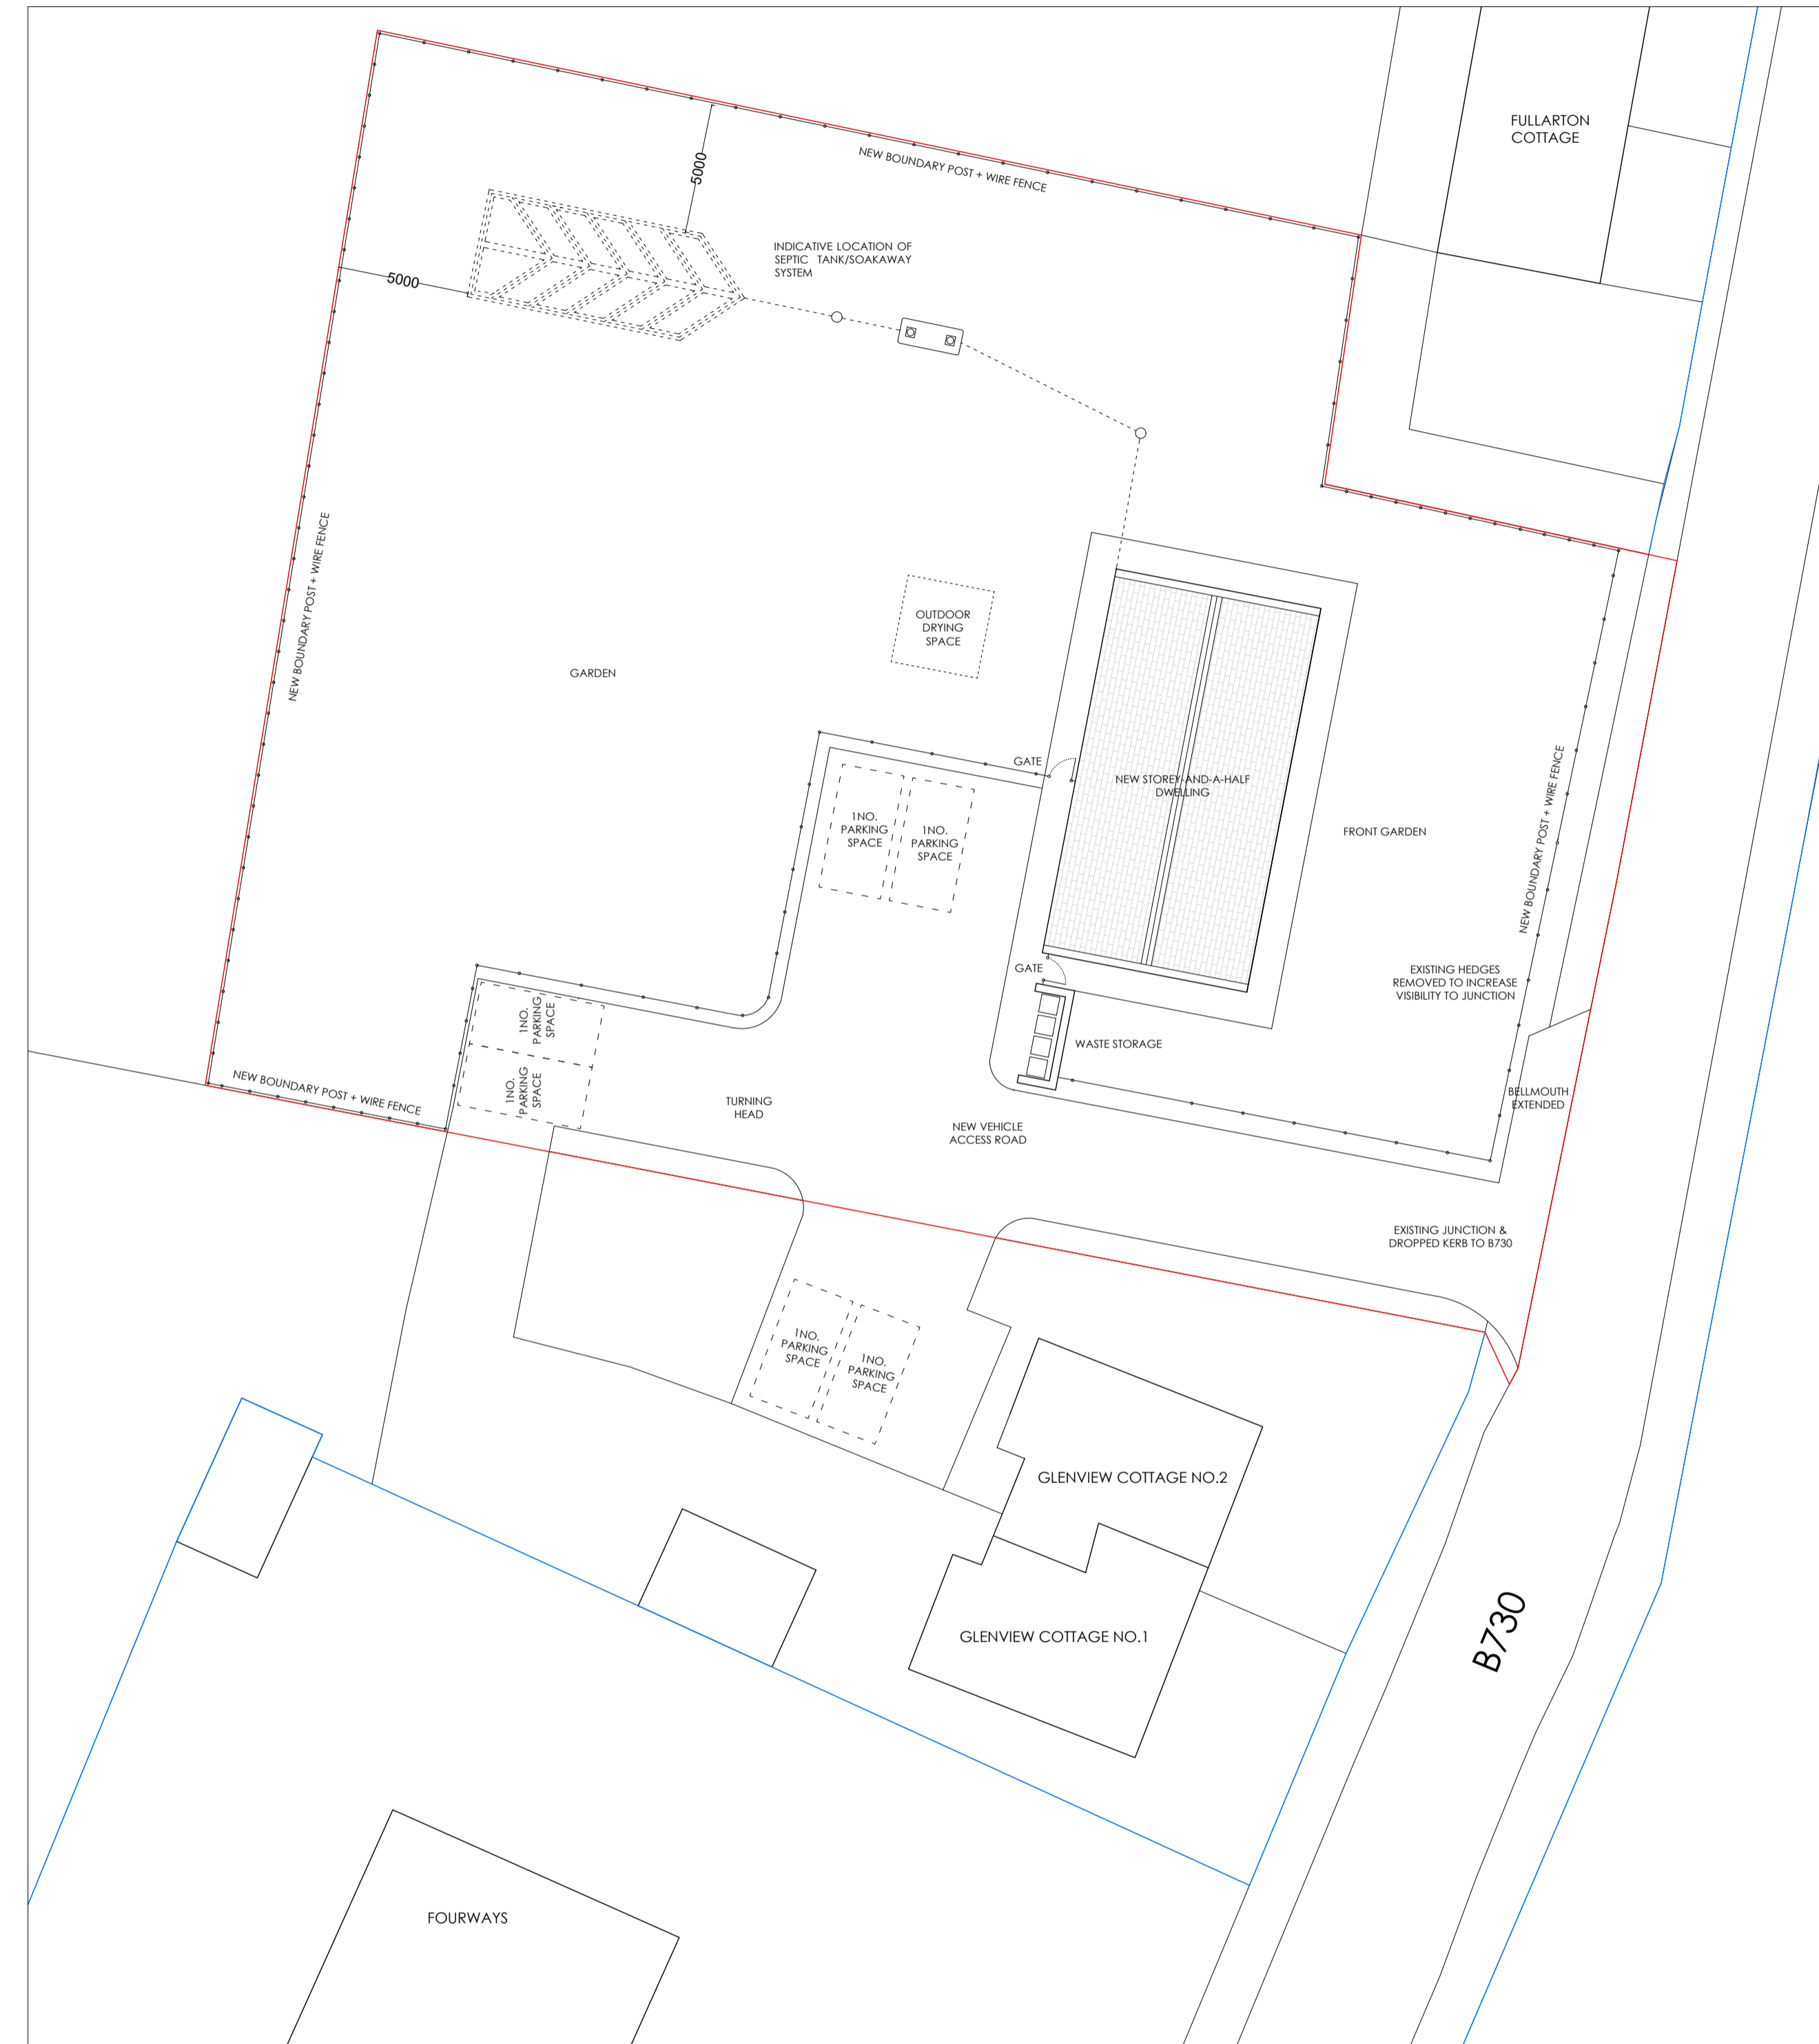 FULLARTON
COTTAGE
5000
NEW BOUNDARY POST + WIRE FENCE
INDICATIVE LOCATION OF
SEPTIC TANK/SOAKAWAY
SYSTEM
5000
NEW BOUNDARY POST + WIRE FENCE
OUTDOOR
DRYING
SPACE
GARDEN
GATE
NEW STOREY-AND-A-HALF
DWELLING
1NO.
PARKING
SPACE
1NO.
PARKING
SPACE
FRONT GARDEN
NEW BOUNDARY POST + WIRE FENCE
GATE
EXISTING HEDGES
REMOVED TO INCREASE
VISIBILITY TO JUNCTION
1NO.
PARKING
SPACE
1NO.
PARKING
SPACE
WASTE STORAGE
NEW BOUNDARY POST + WIRE FENCE
TURNING
HEAD
BELLMOUTH
EXTENDED
NEW VEHICLE
ACCESS ROAD
EXISTING JUNCTION &
DROPPED KERB TO B730
1NO.
PARKING
SPACE
1NO.
PARKING
SPACE
GLENVIEW COTTAGE NO.2
GLENVIEW COTTAGE NO.1
B730
FOURWAYS